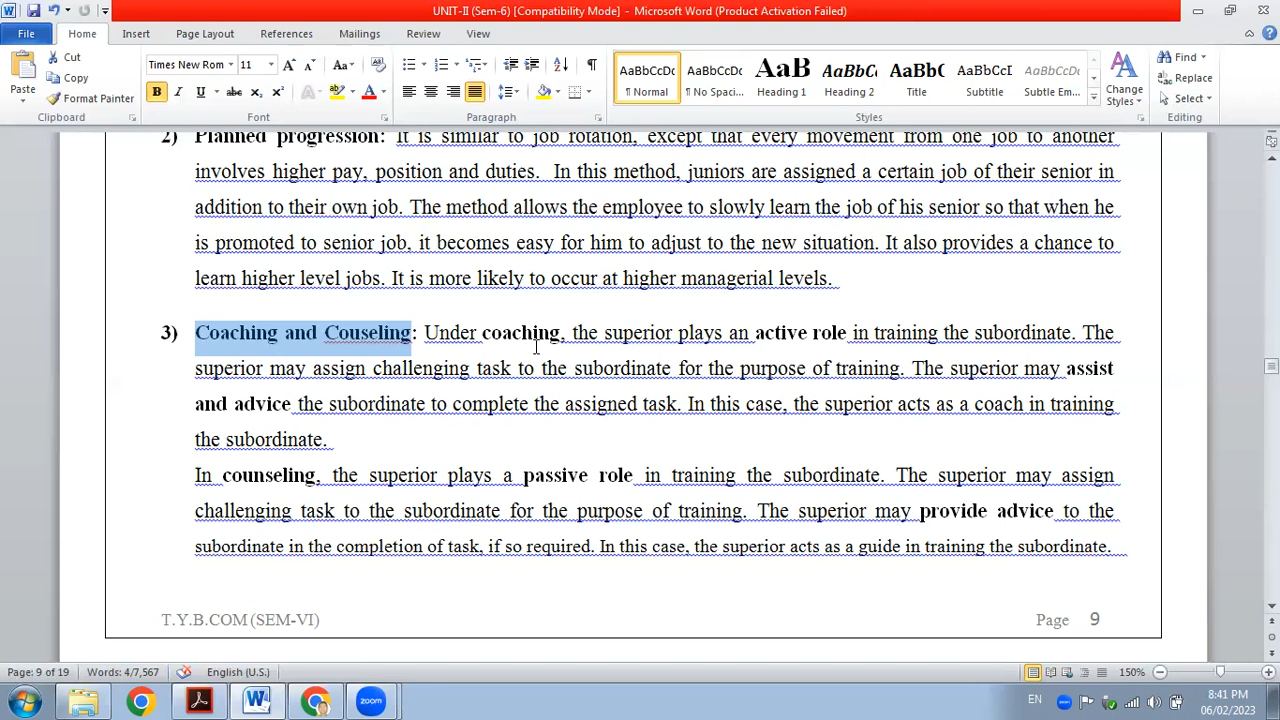 UNIT-II (Sem-6) [Compatibility Mode] - Microsoft Word (Product Activation Failed)
File Home Insert Page Layout References Mailings Review View
Paste Cut Copy Format Painter
Times New Rom 11
AaBbCcDc AaBbCcDc AaB AaBbCc AaBbC AaBbCcD AaBbCcDc
¶ Normal ¶ No Spaci... Heading 1 Heading 2 Title Subtitle Subtle Em...
Change Styles
Find Replace Select
Clipboard Font Paragraph Styles Editing
2) Planned progression: It is similar to job rotation, except that every movement from one job to another
involves higher pay, position and duties. In this method, juniors are assigned a certain job of their senior in
addition to their own job. The method allows the employee to slowly learn the job of his senior so that when he
is promoted to senior job, it becomes easy for him to adjust to the new situation. It also provides a chance to
learn higher level jobs. It is more likely to occur at higher managerial levels.
3) Coaching and Couseling: Under coaching, the superior plays an active role in training the subordinate. The
superior may assign challenging task to the subordinate for the purpose of training. The superior may assist
and advice the subordinate to complete the assigned task. In this case, the superior acts as a coach in training
the subordinate.
In counseling, the superior plays a passive role in training the subordinate. The superior may assign
challenging task to the subordinate for the purpose of training. The superior may provide advice to the
subordinate in the completion of task, if so required. In this case, the superior acts as a guide in training the subordinate.
T.Y.B.COM (SEM-VI) Page 9
Page: 9 of 19 Words: 4/7,567 English (U.S.) 150%
zoom EN 8:41 PM
06/02/2023